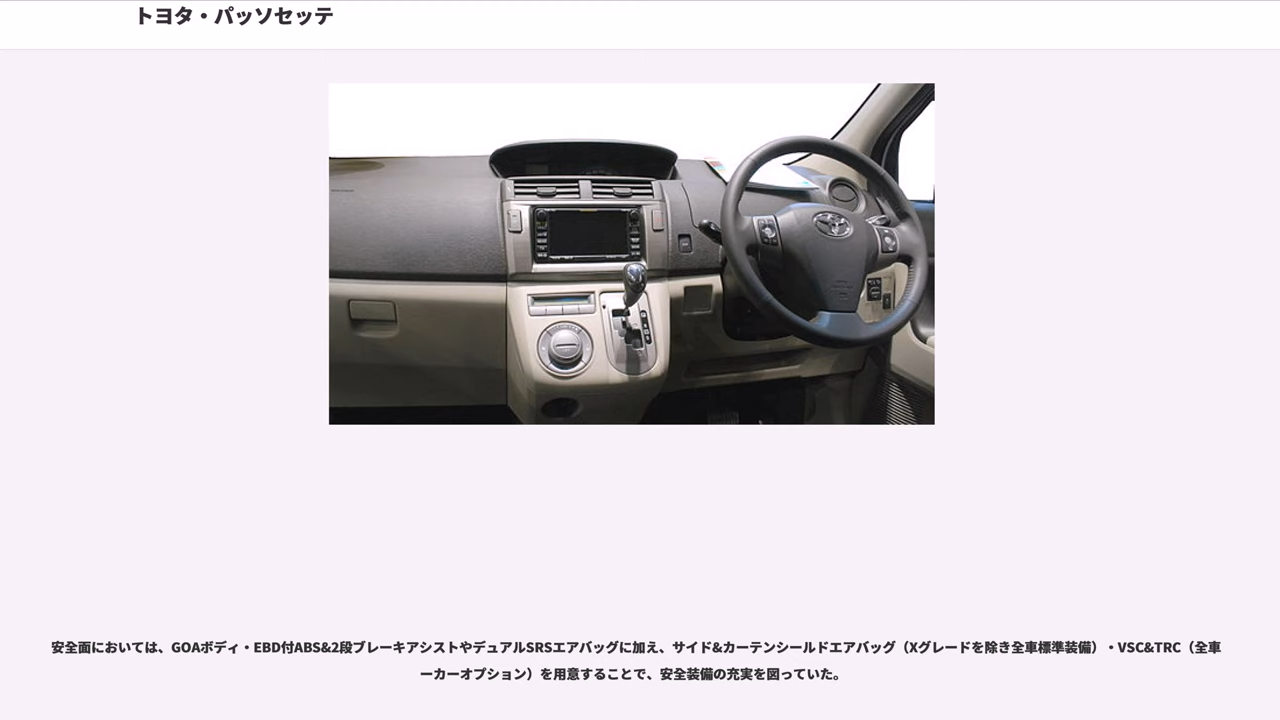 トヨタ・パッソセッテ
安全面においては、GOAボディ・EBD付ABS&2段ブレーキアシストやデュアルSRSエアバッグに加え、サイド&カーテンシールドエアバッグ（Xグレードを除き全車標準装備）・VSC&TRC（全車
ーカーオプション）を用意することで、安全装備の充実を図っていた。